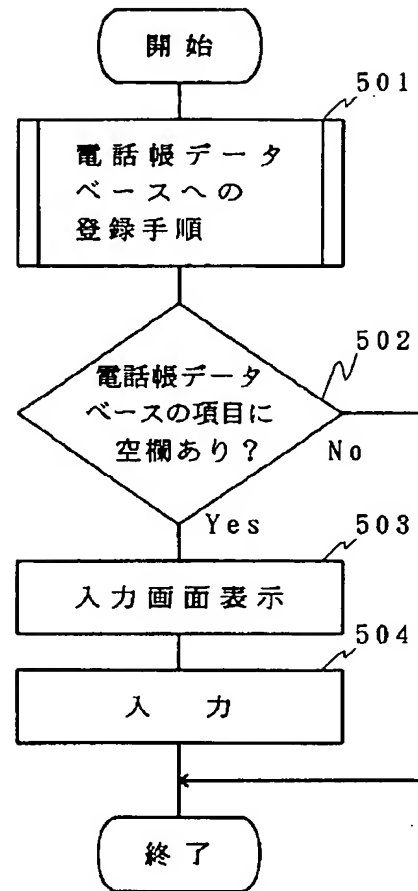 開始
501
電話帳データ
ベースへの
登録手順
502
電話帳データ
ベースの項目に
空欄あり?
No
Yes
503
入力画面表示
504
入力
終了